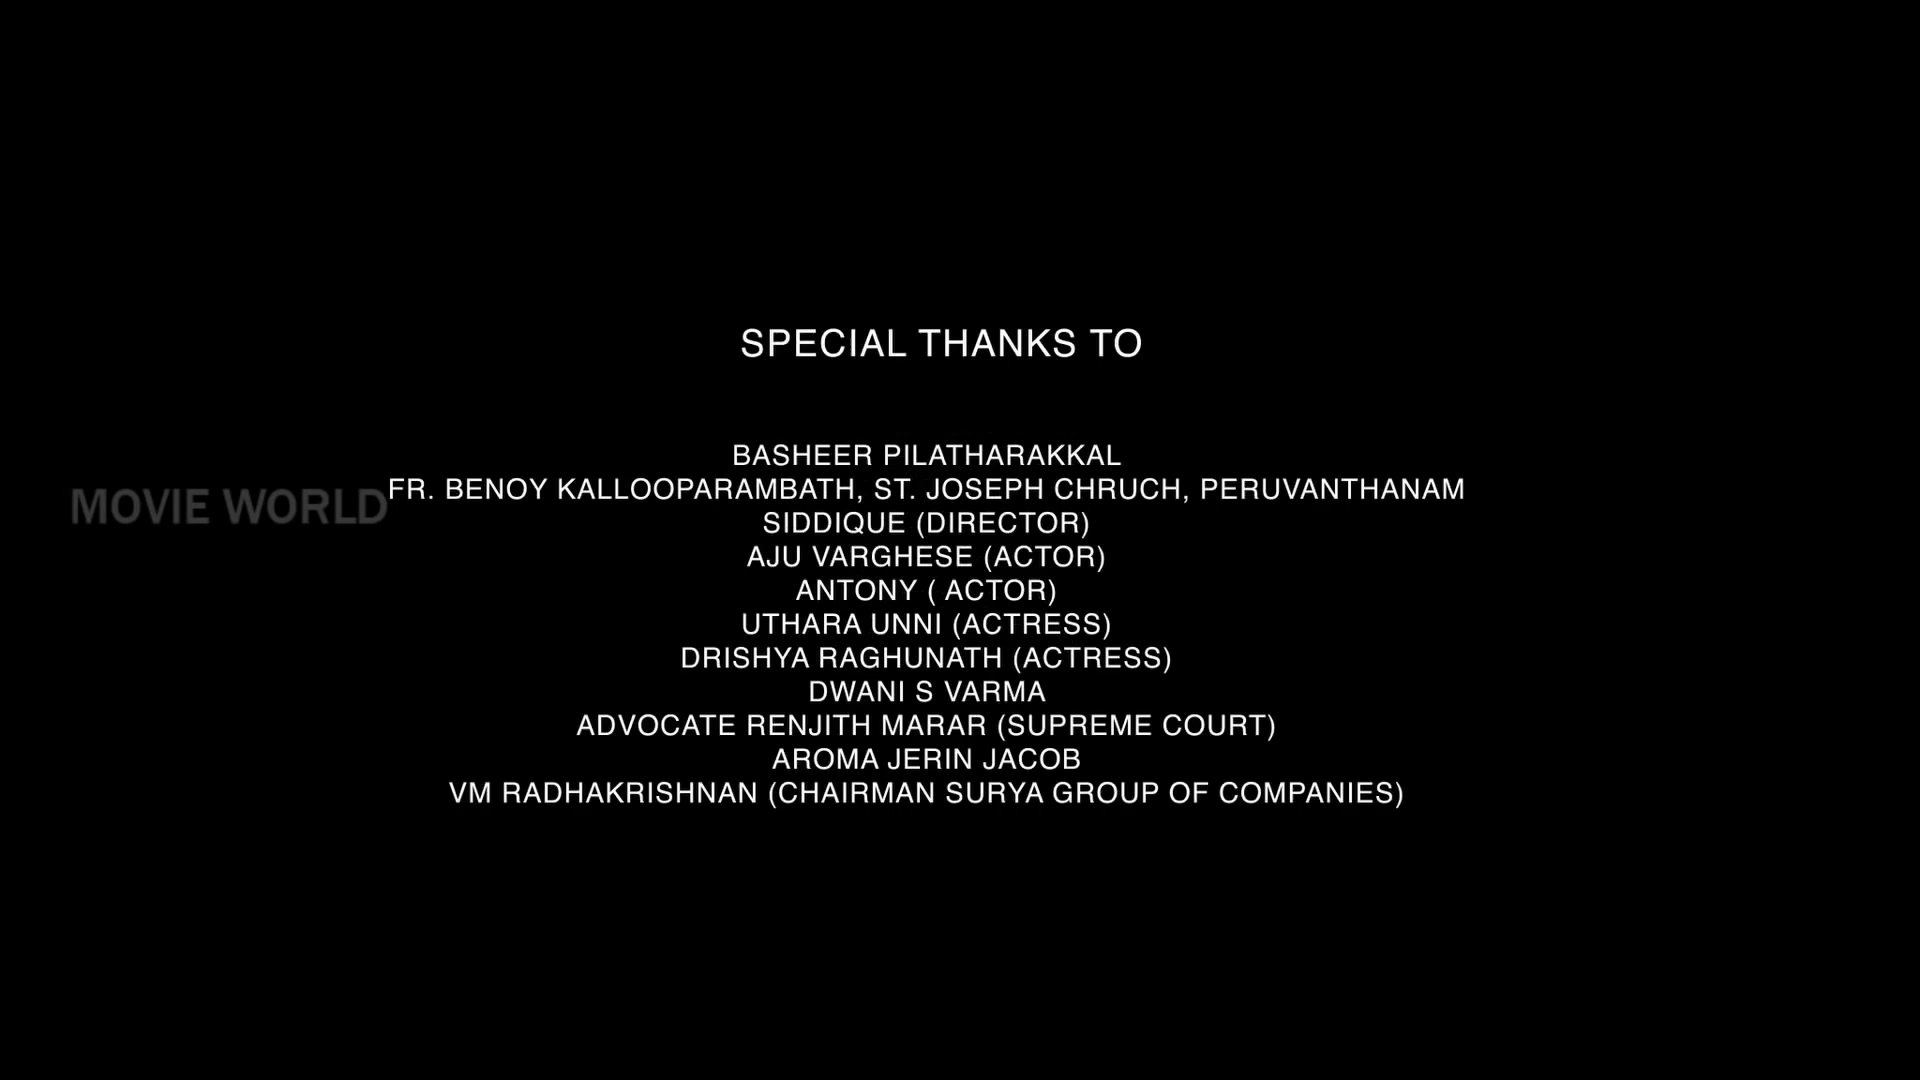 SPECIAL THANKS TO
BASHEER PILATHARAKKAL
FR. BENOY KALLOOPARAMBATH, ST. JOSEPH CHRUCH, PERUVANTHANAM
MOVIE WORLD
SIDDIQUE (DIRECTOR)
AJU VARGHESE (ACTOR)
ANTONY ( ACTOR)
UTHARA UNNI (ACTRESS)
DRISHYA RAGHUNATH (ACTRESS)
DWANI S VARMA
ADVOCATE RENJITH MARAR (SUPREME COURT)
AROMA JERIN JACOB
VM RADHAKRISHNAN (CHAIRMAN SURYA GROUP OF COMPANIES)